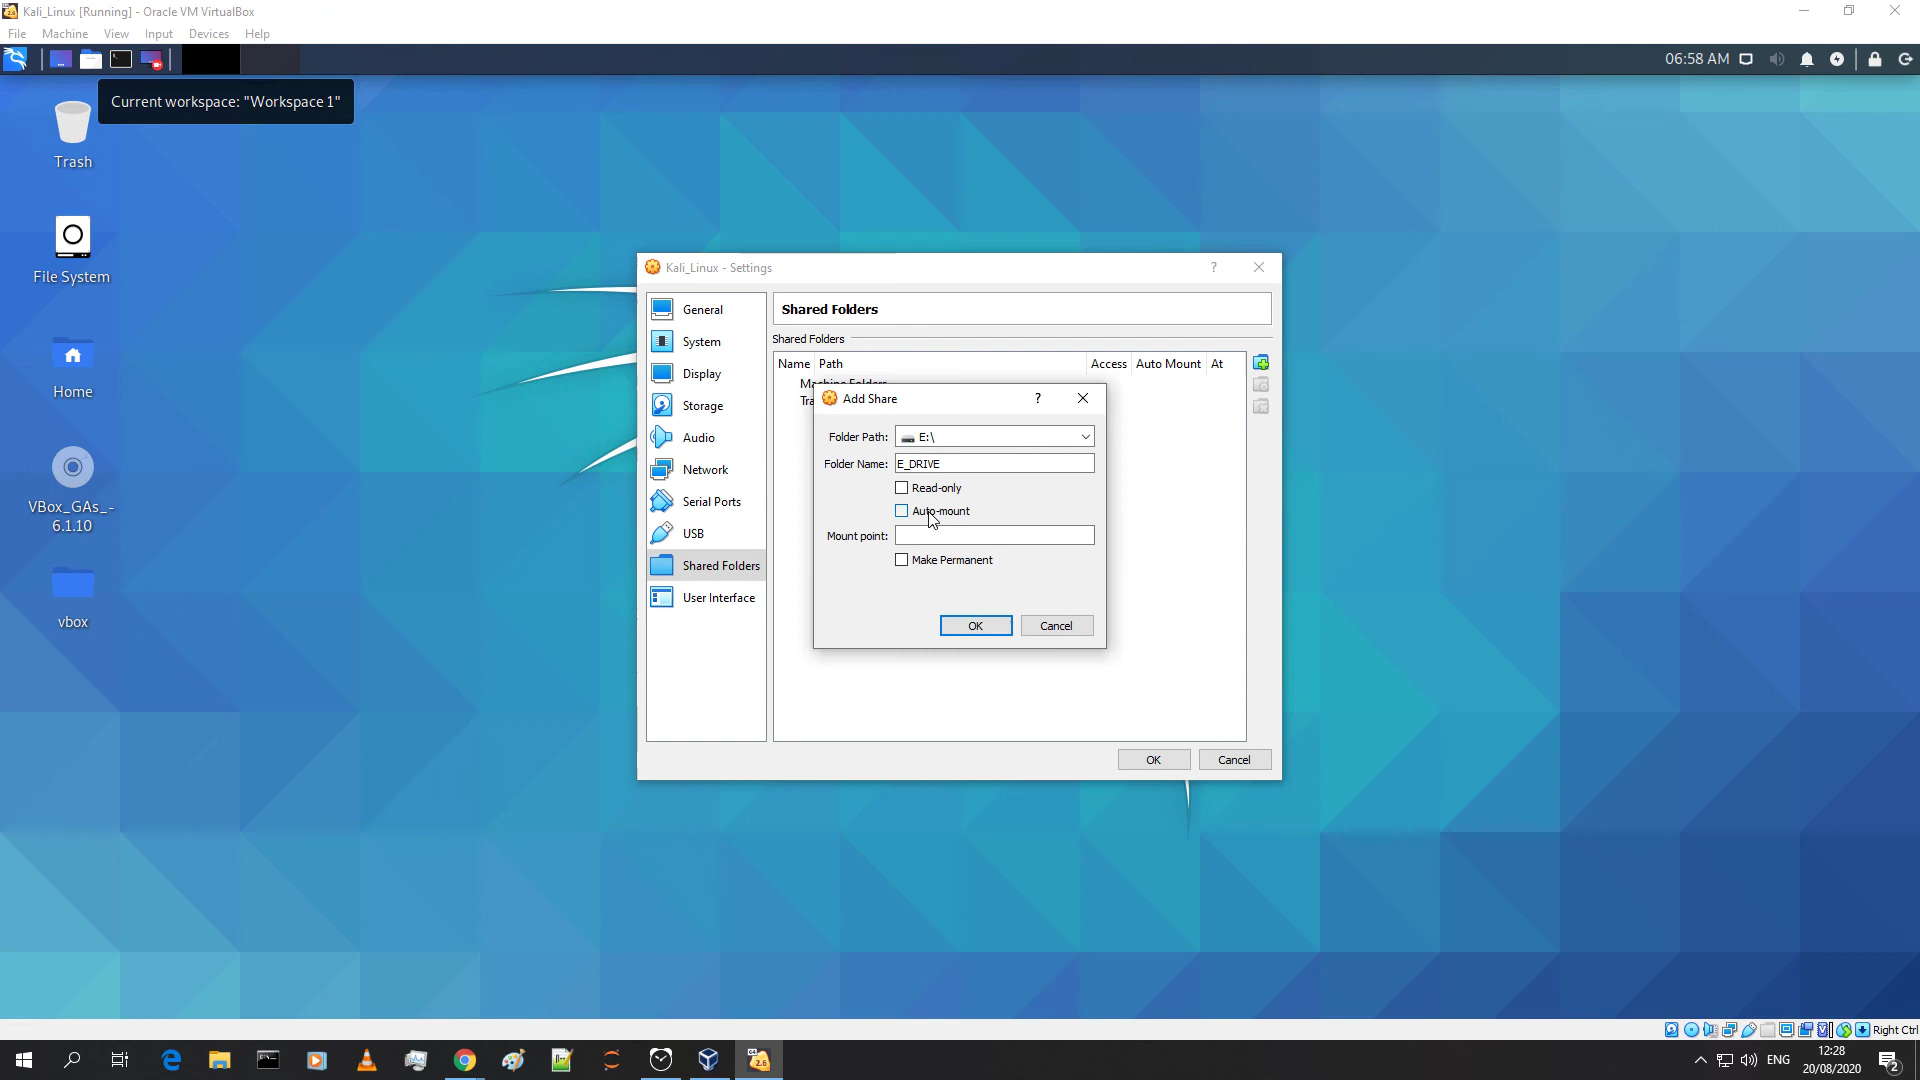 Kali_Linux [Running] - Oracle VM VirtualBox
File Machine View Input Devices Help
06:58 AM
Current workspace: "Workspace 1"
Trash
File System
Home
VBox_GAs_-
6.1.10
vbox
Kali_Linux - Settings
?
General
System
Display
Storage
Audio
Network
Serial Ports
USB
Shared Folders
User Interface
Shared Folders
Shared Folders
Name Path Access Auto Mount At
Machine Folders
Add Share
?
Folder Path: E:\
Folder Name: E_DRIVE
Read-only
Auto-mount
Mount point:
Make Permanent
OK Cancel
OK Cancel
Right Ctrl
ENG
12:28
20/08/2020
2